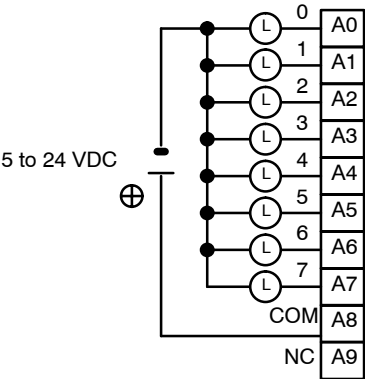 0 L A0
1 L A1
2 L A2
3 L A3
5 to 24 VDC
4 L A4
5 L A5
6 L A6
7 L A7
COM A8
NC A9